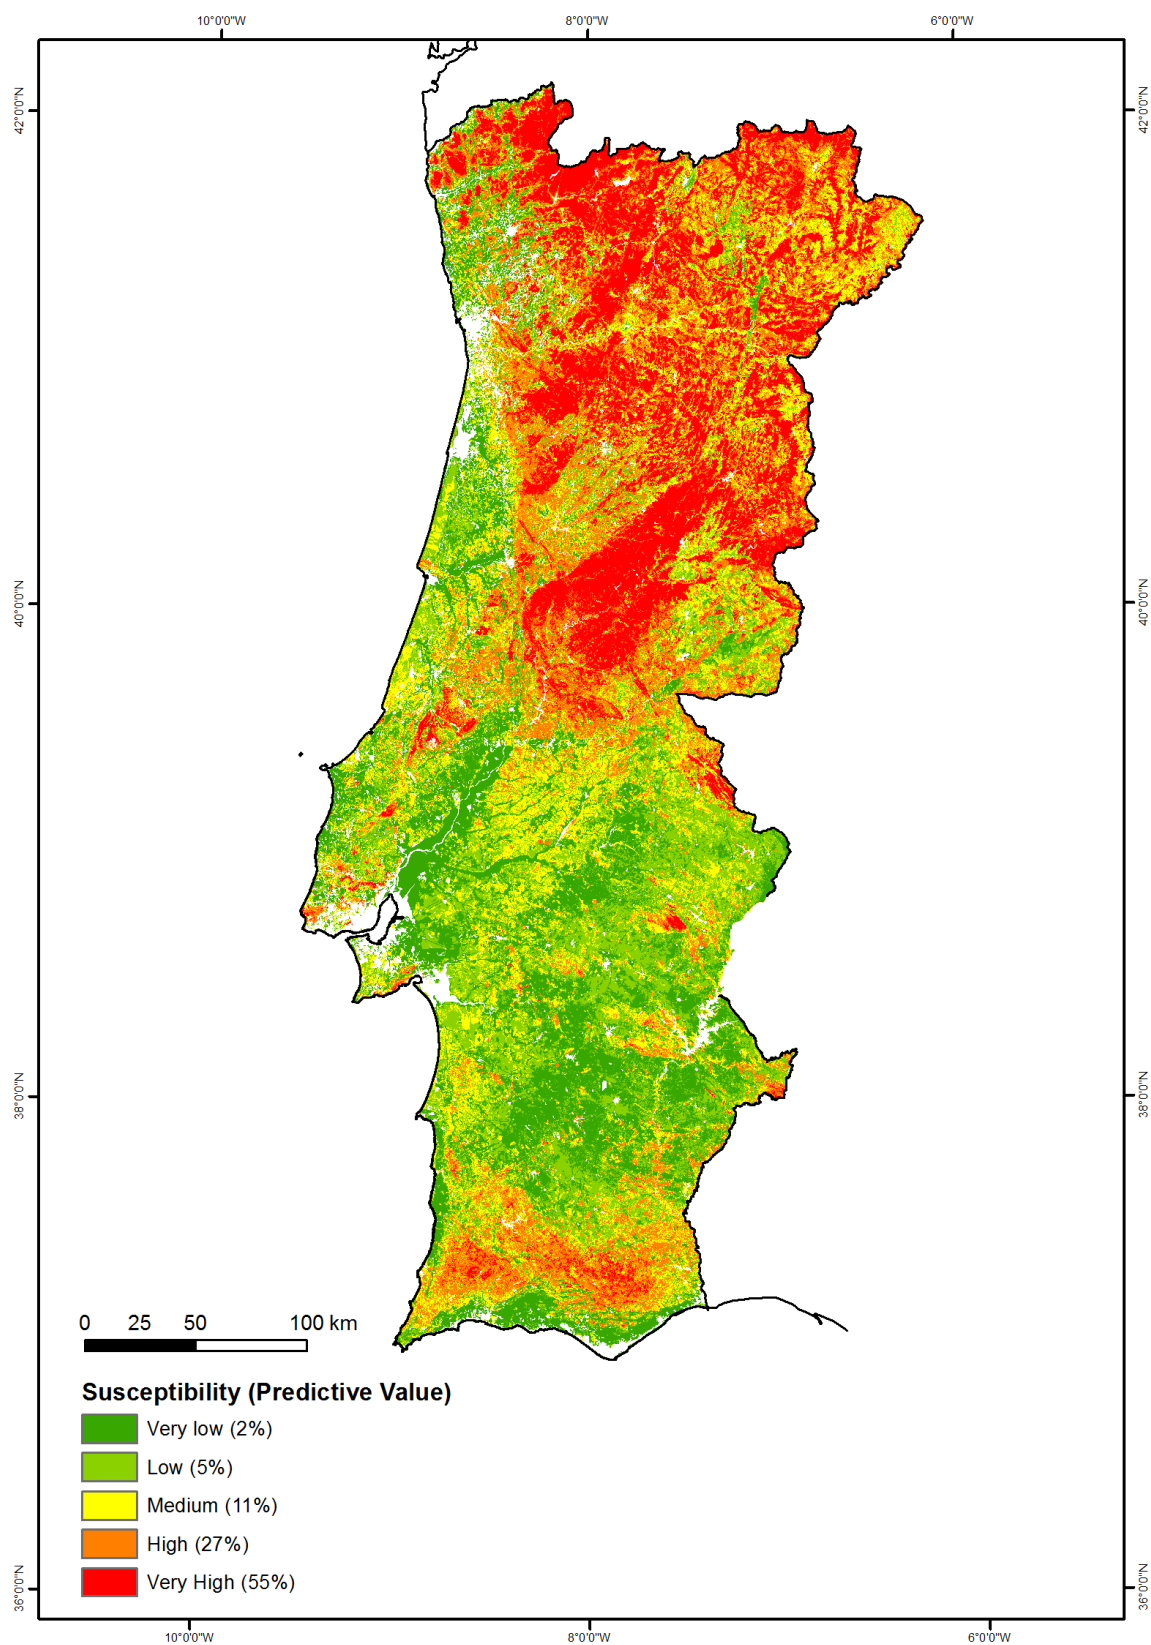 10°0'0"W 8°0'0"W 6°0'0"W
42°0'0"N 42°0'0"N
40°0'0"N 40°0'0"N
38°0'0"N 38°0'0"N
0 25 50 100 km
Susceptibility (Predictive Value)
Very low (2%)
Low (5%)
Medium (11%)
High (27%)
Very High (55%)
36°0'0"N 36°0'0"N
10°0'0"W 8°0'0"W 6°0'0"W